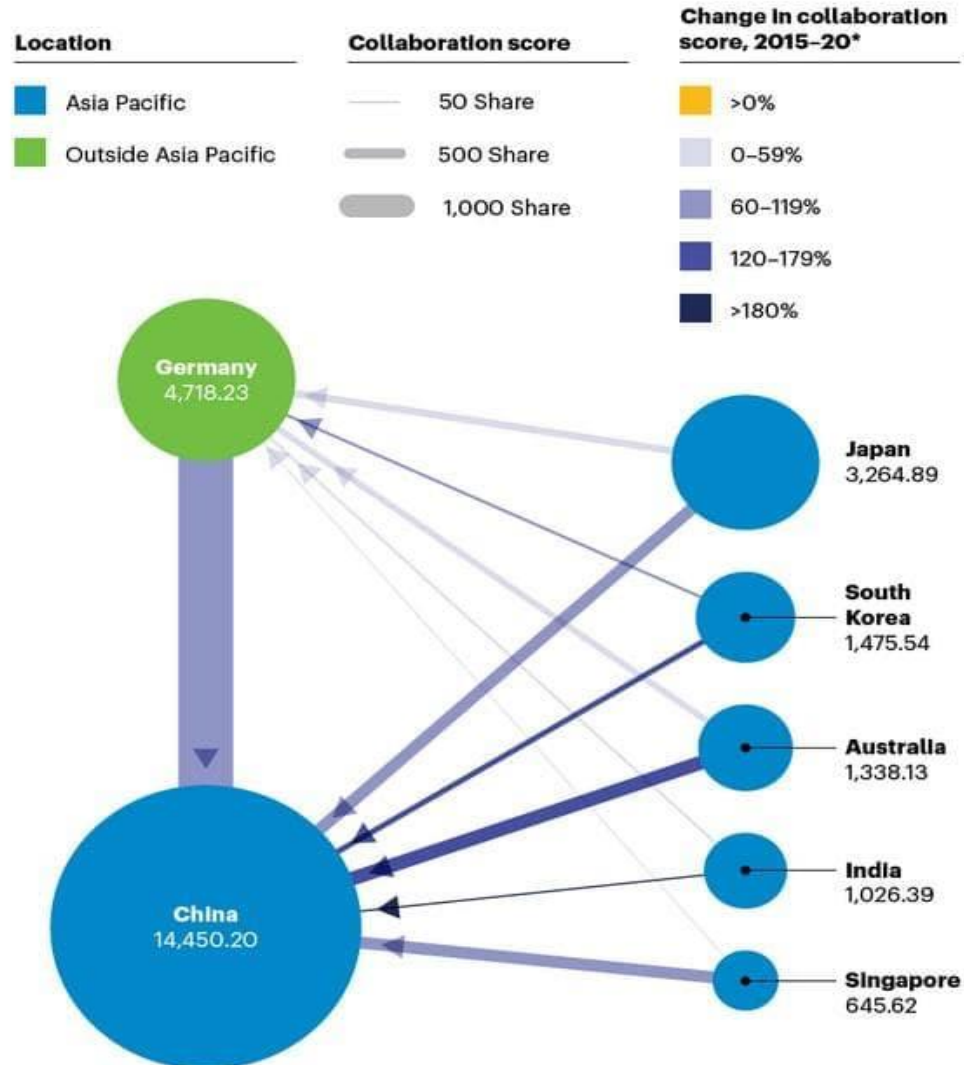 Location
Asia Pacific
Outside Asia Pacific
Collaboration score
50 Share
500 Share
1,000 Share
Change in collaboration
score, 2015–20*
>0%
0–59%
60–119%
120–179%
>180%
Germany
4,718.23
Japan
3,264.89
South
Korea
1,475.54
Australia
1,338.13
India
1,026.39
China
14,450.20
Singapore
645.62